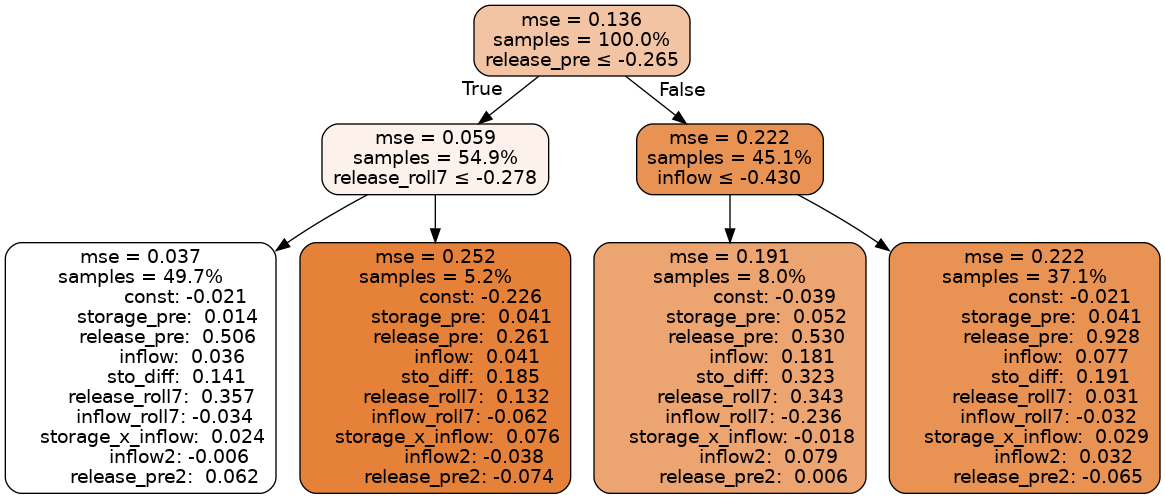 mse = 0.136
samples = 100.0%
release_pre ≤ -0.265
True
False
mse = 0.059
samples = 54.9%
release_roll7 ≤ -0.278
mse = 0.222
samples = 45.1%
inflow ≤ -0.430
mse = 0.037
samples = 49.7%
const: -0.021
storage_pre: 0.014
release_pre: 0.506
inflow: 0.036
sto_diff: 0.141
release_roll7: 0.357
inflow_roll7: -0.034
storage_x_inflow: 0.024
inflow2: -0.006
release_pre2: 0.062
mse = 0.252
samples = 5.2%
const: -0.226
storage_pre: 0.041
release_pre: 0.261
inflow: 0.041
sto_diff: 0.185
release_roll7: 0.132
inflow_roll7: -0.062
storage_x_inflow: 0.076
inflow2: -0.038
release_pre2: -0.074
mse = 0.191
samples = 8.0%
const: -0.039
storage_pre: 0.052
release_pre: 0.530
inflow: 0.181
sto_diff: 0.323
release_roll7: 0.343
inflow_roll7: -0.236
storage_x_inflow: -0.018
inflow2: 0.079
release_pre2: 0.006
mse = 0.222
samples = 37.1%
const: -0.021
storage_pre: 0.041
release_pre: 0.928
inflow: 0.077
sto_diff: 0.191
release_roll7: 0.031
inflow_roll7: -0.032
storage_x_inflow: 0.029
inflow2: 0.032
release_pre2: -0.065